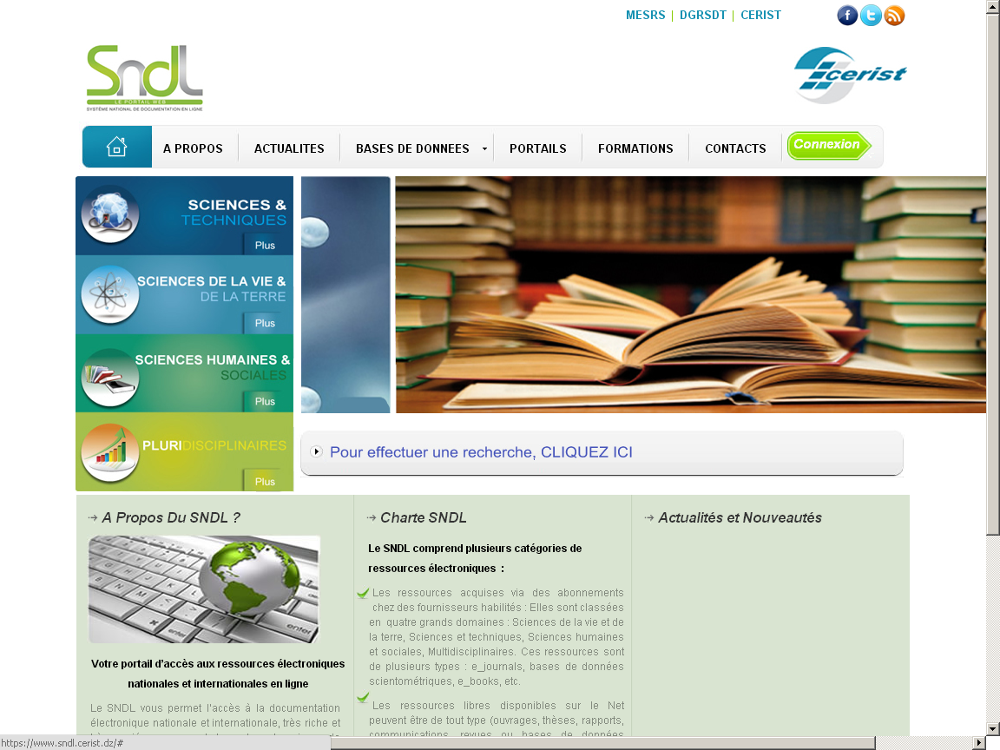 MESRS | DGRSDT | CERIST
Sndl
LE PORTAIL WEB
SYSTÈME NATIONAL DE DOCUMENTATION EN LIGNE
cerist
A PROPOS
ACTUALITES
BASES DE DONNEES
PORTAILS
FORMATIONS
CONTACTS
Connexion
SCIENCES &
TECHNIQUES
Plus
SCIENCES DE LA VIE &
DE LA TERRE
Plus
SCIENCES HUMAINES &
SOCIALES
Plus
PLURIDISCIPLINAIRES
Plus
Pour effectuer une recherche, CLIQUEZ ICI
A Propos Du SNDL ?
enter
Votre portail d'accès aux ressources électroniques
nationales et internationales en ligne
Le SNDL vous permet l'accès à la documentation
électronique nationale et internationale, très riche et
Charte SNDL
Le SNDL comprend plusieurs catégories de
ressources électroniques :
Les ressources acquises via des abonnements
chez des fournisseurs habilités : Elles sont classées
en quatre grands domaines : Sciences de la vie et de
la terre, Sciences et techniques, Sciences humaines
et sociales, Multidisciplinaires. Ces ressources sont
de plusieurs types : e_journals, bases de données
scientométriques, e_books, etc.
Les ressources libres disponibles sur le Net
peuvent être de tout type (ouvrages, thèses, rapports,
communications, revues ou bases de données
Actualités et Nouveautés
https://www.sndl.cerist.dz/#